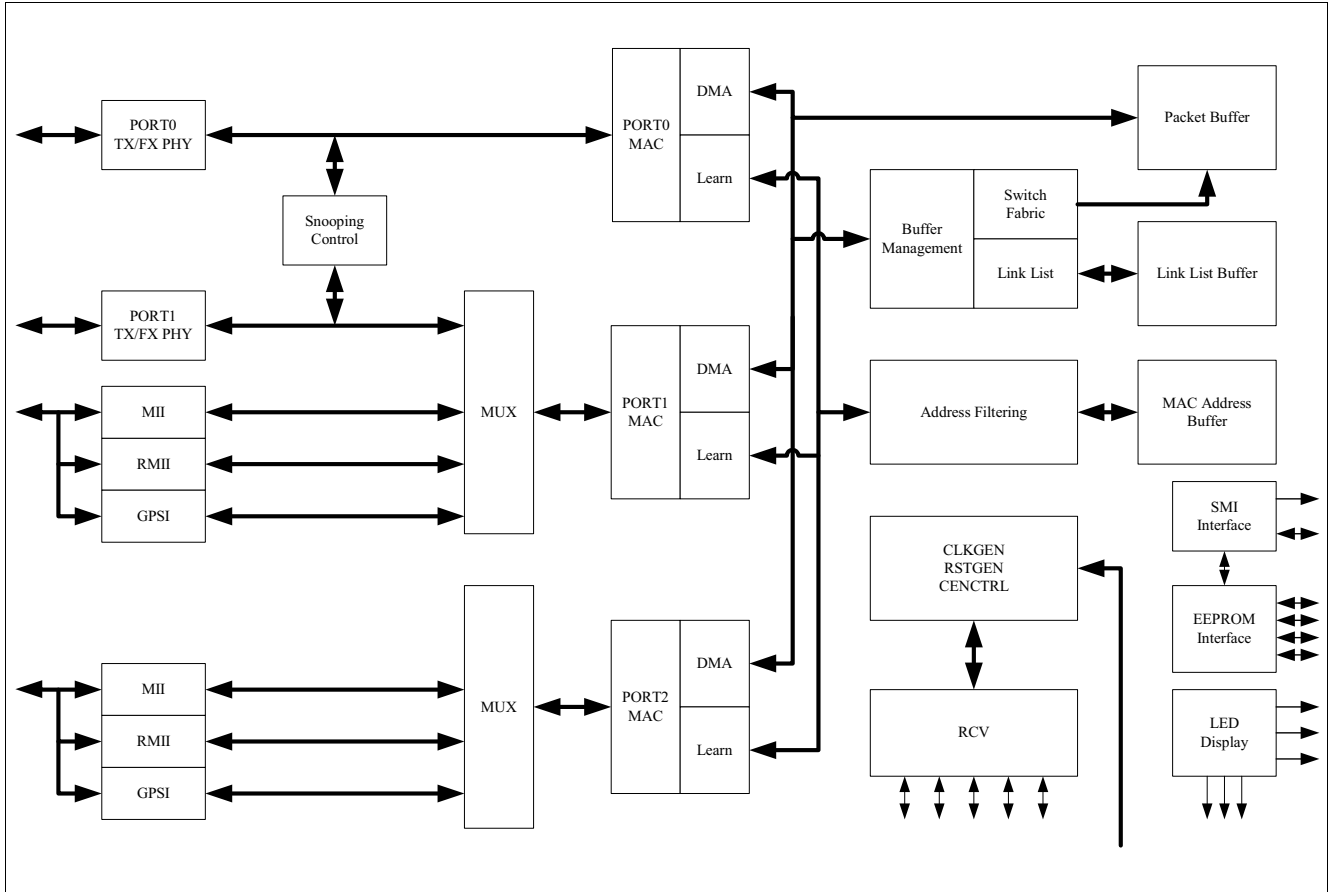 PORT0
TX/FX PHY
Snooping
Control
PORT1
TX/FX PHY
MII
RMII
GPSI
MUX
MII
RMII
GPSI
MUX
PORT0
MAC
DMA
Learn
PORT1
MAC
DMA
Learn
PORT2
MAC
DMA
Learn
Buffer
Management
Switch
Fabric
Link List
Packet Buffer
Link List Buffer
Address Filtering
MAC Address
Buffer
CLKGEN
RSTGEN
CENCTRL
RCV
SMI
Interface
EEPROM
Interface
LED
Display